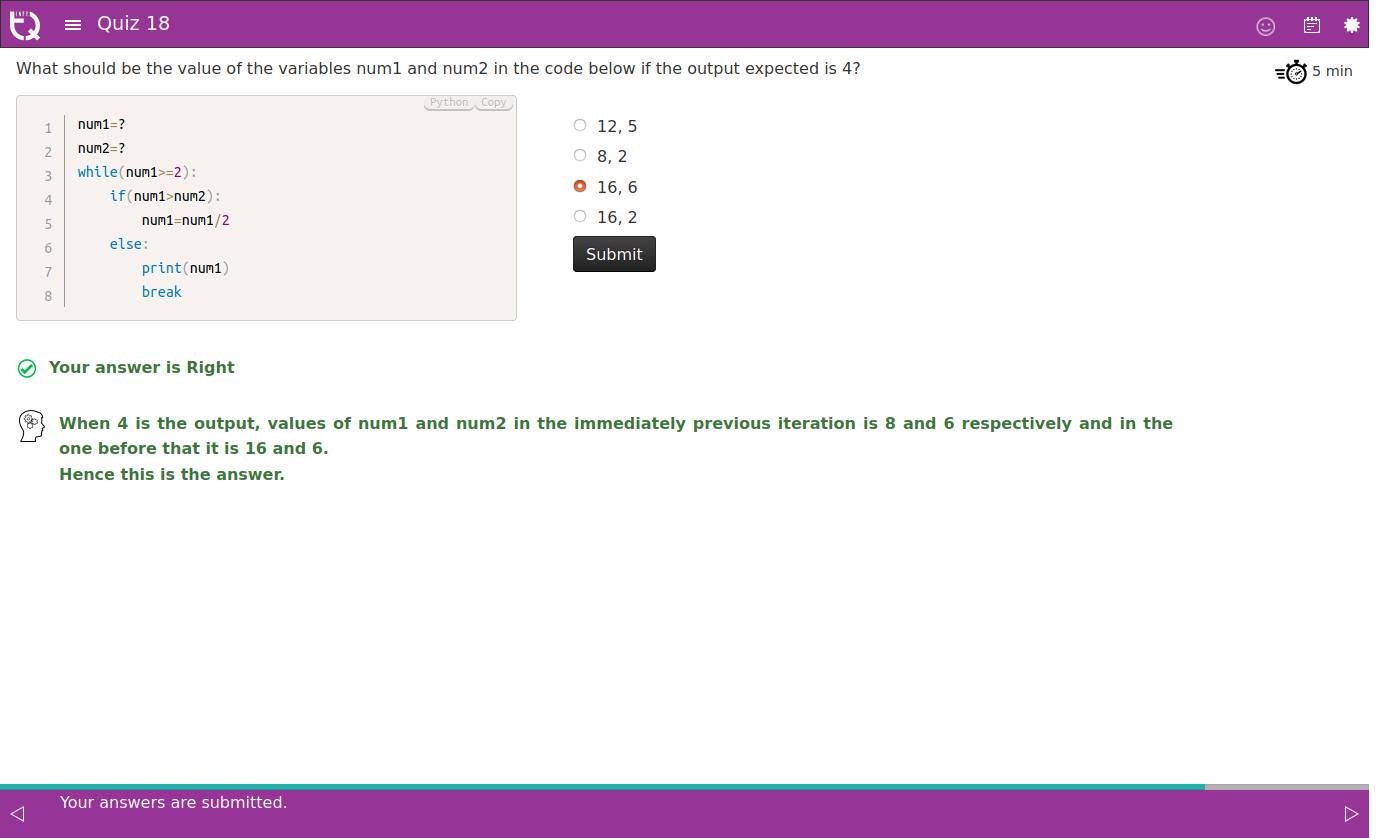 INFY
TQ
Quiz 18
What should be the value of the variables num1 and num2 in the code below if the output expected is 4?
5 min
Python Copy
1 num1=?
2 num2=?
3 while(num1>=2):
4 if(num1>num2):
5 num1=num1/2
6 else:
7 print(num1)
8 break
12, 5
8, 2
16, 6
16, 2
Submit
Your answer is Right
When 4 is the output, values of num1 and num2 in the immediately previous iteration is 8 and 6 respectively and in the
one before that it is 16 and 6.
Hence this is the answer.
Your answers are submitted.